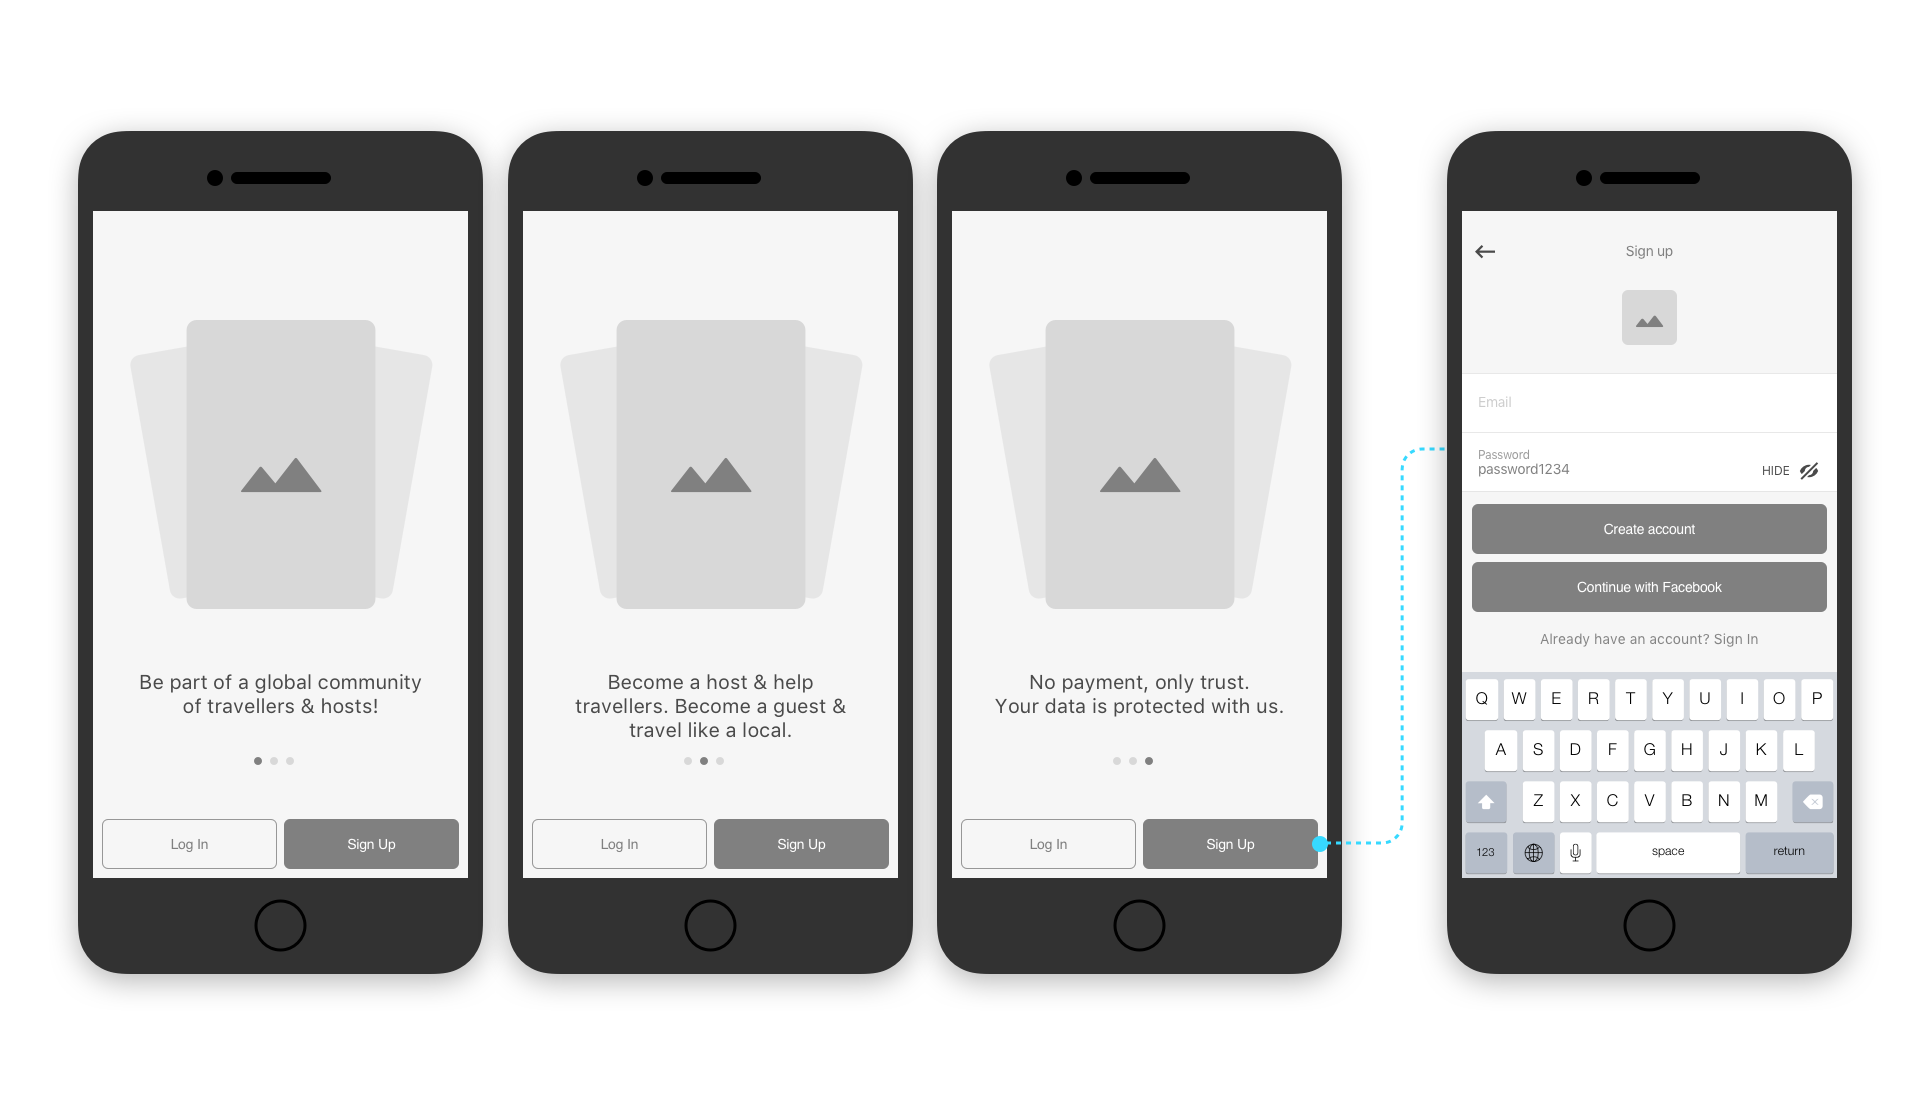 Be part of a global community
of travellers & hosts!
Log In
Sign Up
Become a host & help
travellers. Become a guest &
travel like a local.
Log In
Sign Up
No payment, only trust.
Your data is protected with us.
Log In
Sign Up
Sign up
Email
Password
password1234
HIDE
Create account
Continue with Facebook
Already have an account? Sign In
Q W E R T Y U I O P
A S D F G H J K L
Z X C V B N M
123 space return